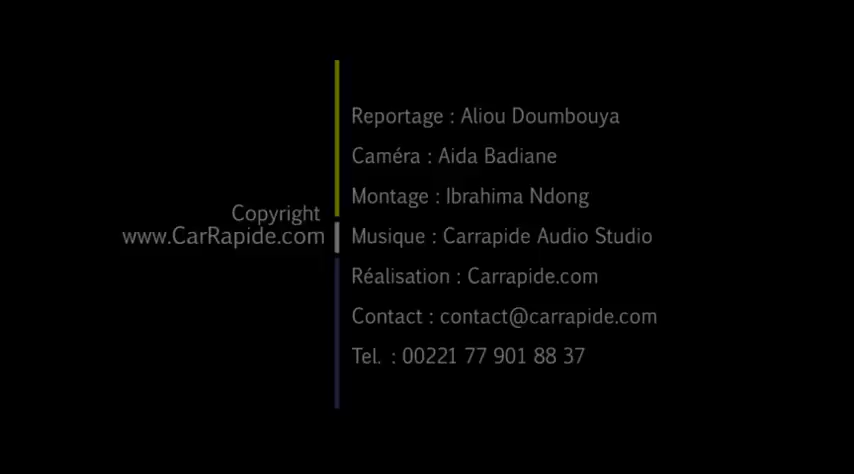 Copyright
www.CarRapide.com
Reportage : Aliou Doumbouya
Caméra : Aida Badiane
Montage : Ibrahima Ndong
Musique : Carrapide Audio Studio
Réalisation : Carrapide.com
Contact : contact@carrapide.com
Tel. : 00221 77 901 88 37